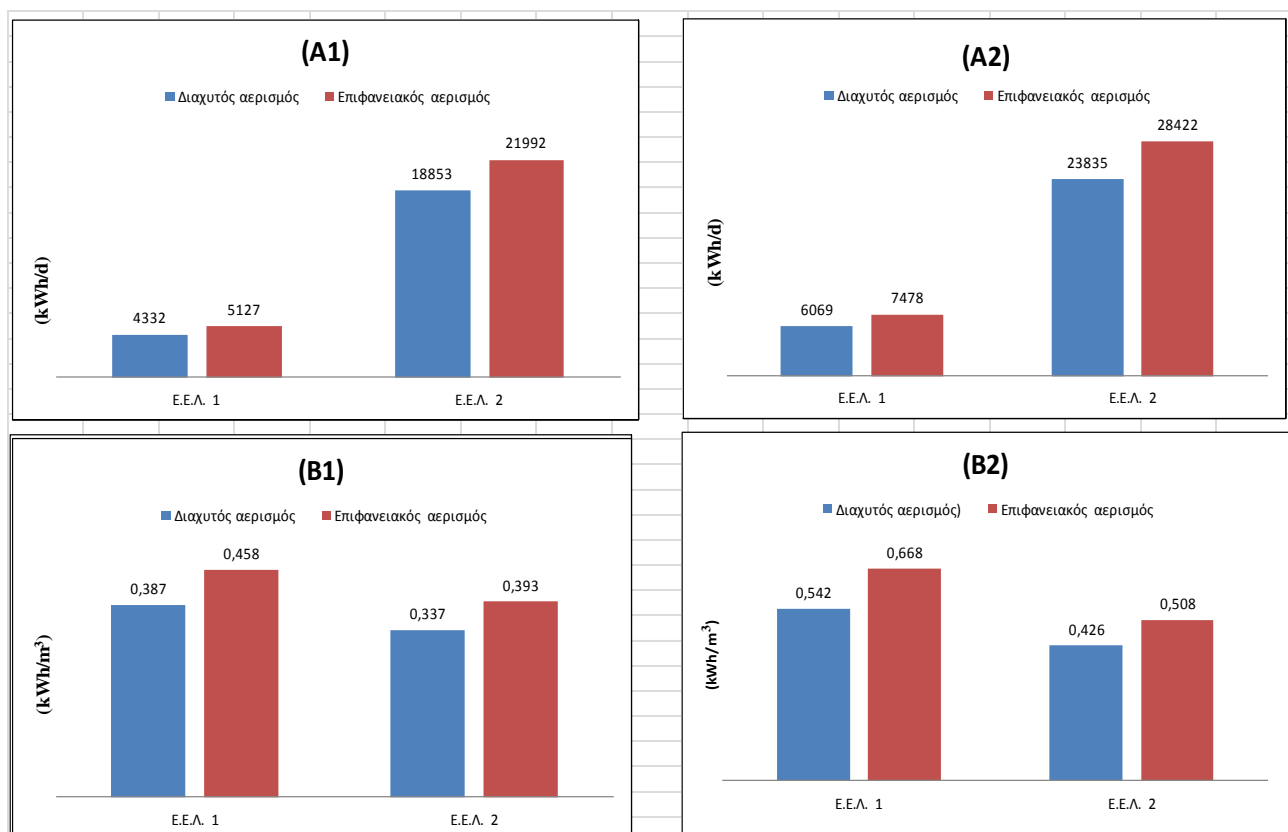 (A1)
Διαχυτός αερισμός Επιφανειακός αερισμός
(kWh/d)
4332
5127
18853
21992
Ε.Ε.Λ. 1
Ε.Ε.Λ. 2
(A2)
Διαχυτός αερισμός Επιφανειακός αερισμός
(kWh/d)
6069
7478
23835
28422
Ε.Ε.Λ. 1
Ε.Ε.Λ. 2
(B1)
Διαχυτός αερισμός Επιφανειακός αερισμός
(kWh/m³)
0,387
0,458
0,337
0,393
Ε.Ε.Λ. 1
Ε.Ε.Λ. 2
(B2)
Διαχυτός αερισμός) Επιφανειακός αερισμός
(kWh/m³)
0,542
0,668
0,426
0,508
Ε.Ε.Λ. 1
Ε.Ε.Λ. 2